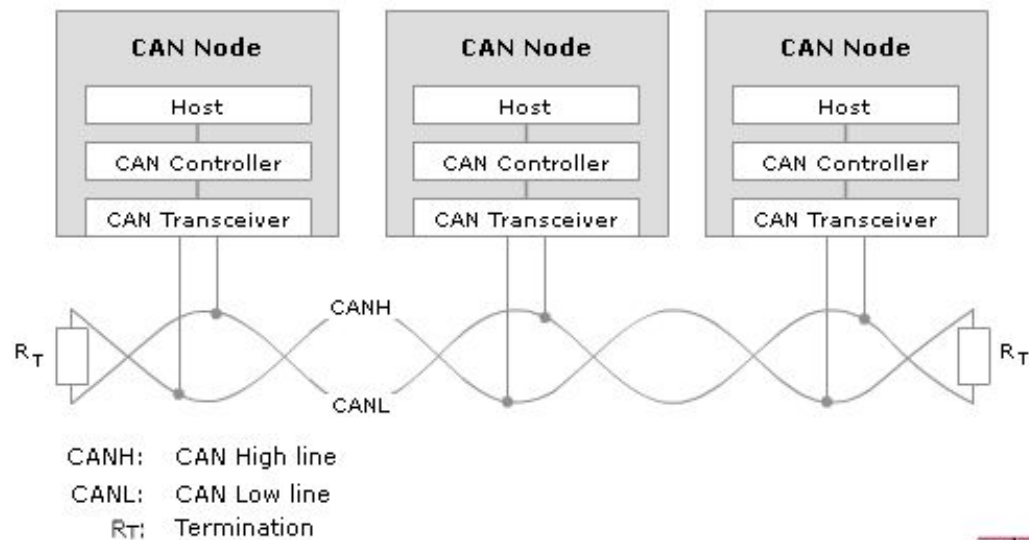 CAN Node CAN Node CAN Node
Host Host Host
CAN Controller CAN Controller CAN Controller
CAN Transceiver CAN Transceiver CAN Transceiver
CANH
RT RT
CANL
CANH: CAN High line
CANL: CAN Low line
RT: Termination